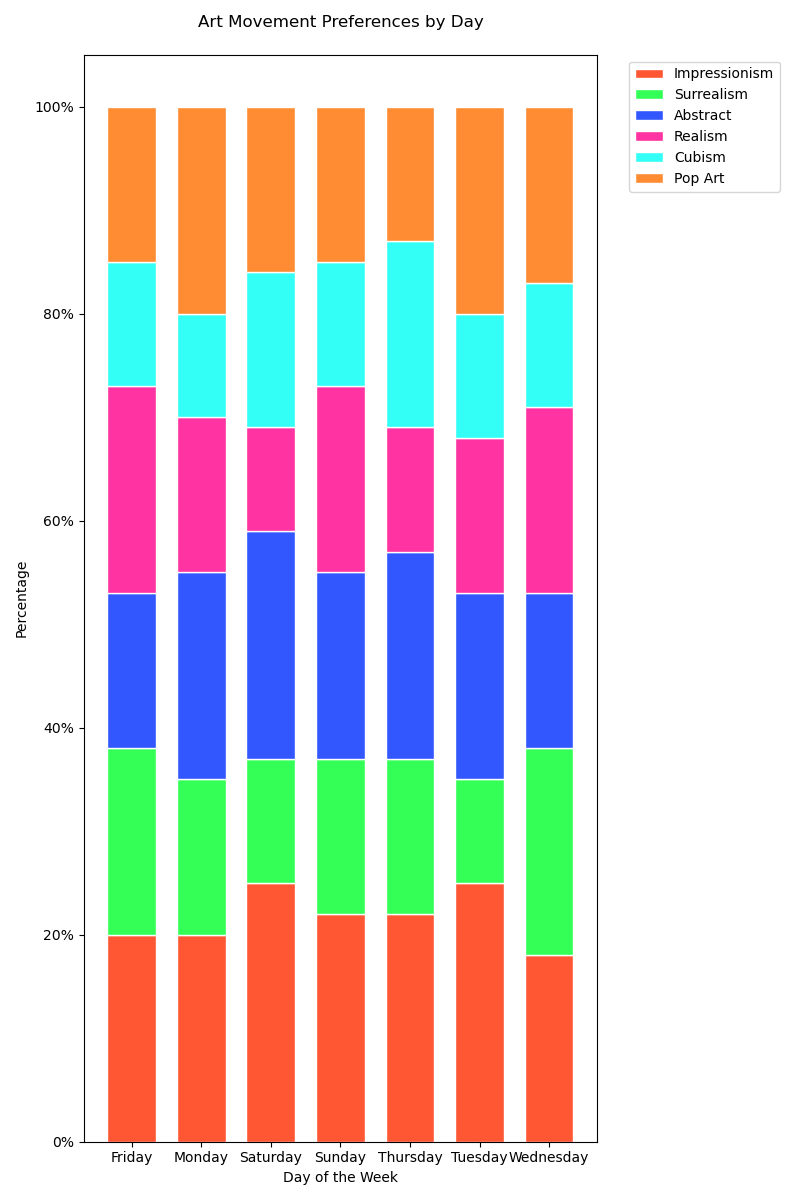 Art Movement Preferences by Day
Impressionism
Surrealism
Abstract
Realism
Cubism
Pop Art
100%
80%
60%
40%
20%
0%
Percentage
Friday Monday Saturday Sunday Thursday Tuesday Wednesday
Day of the Week